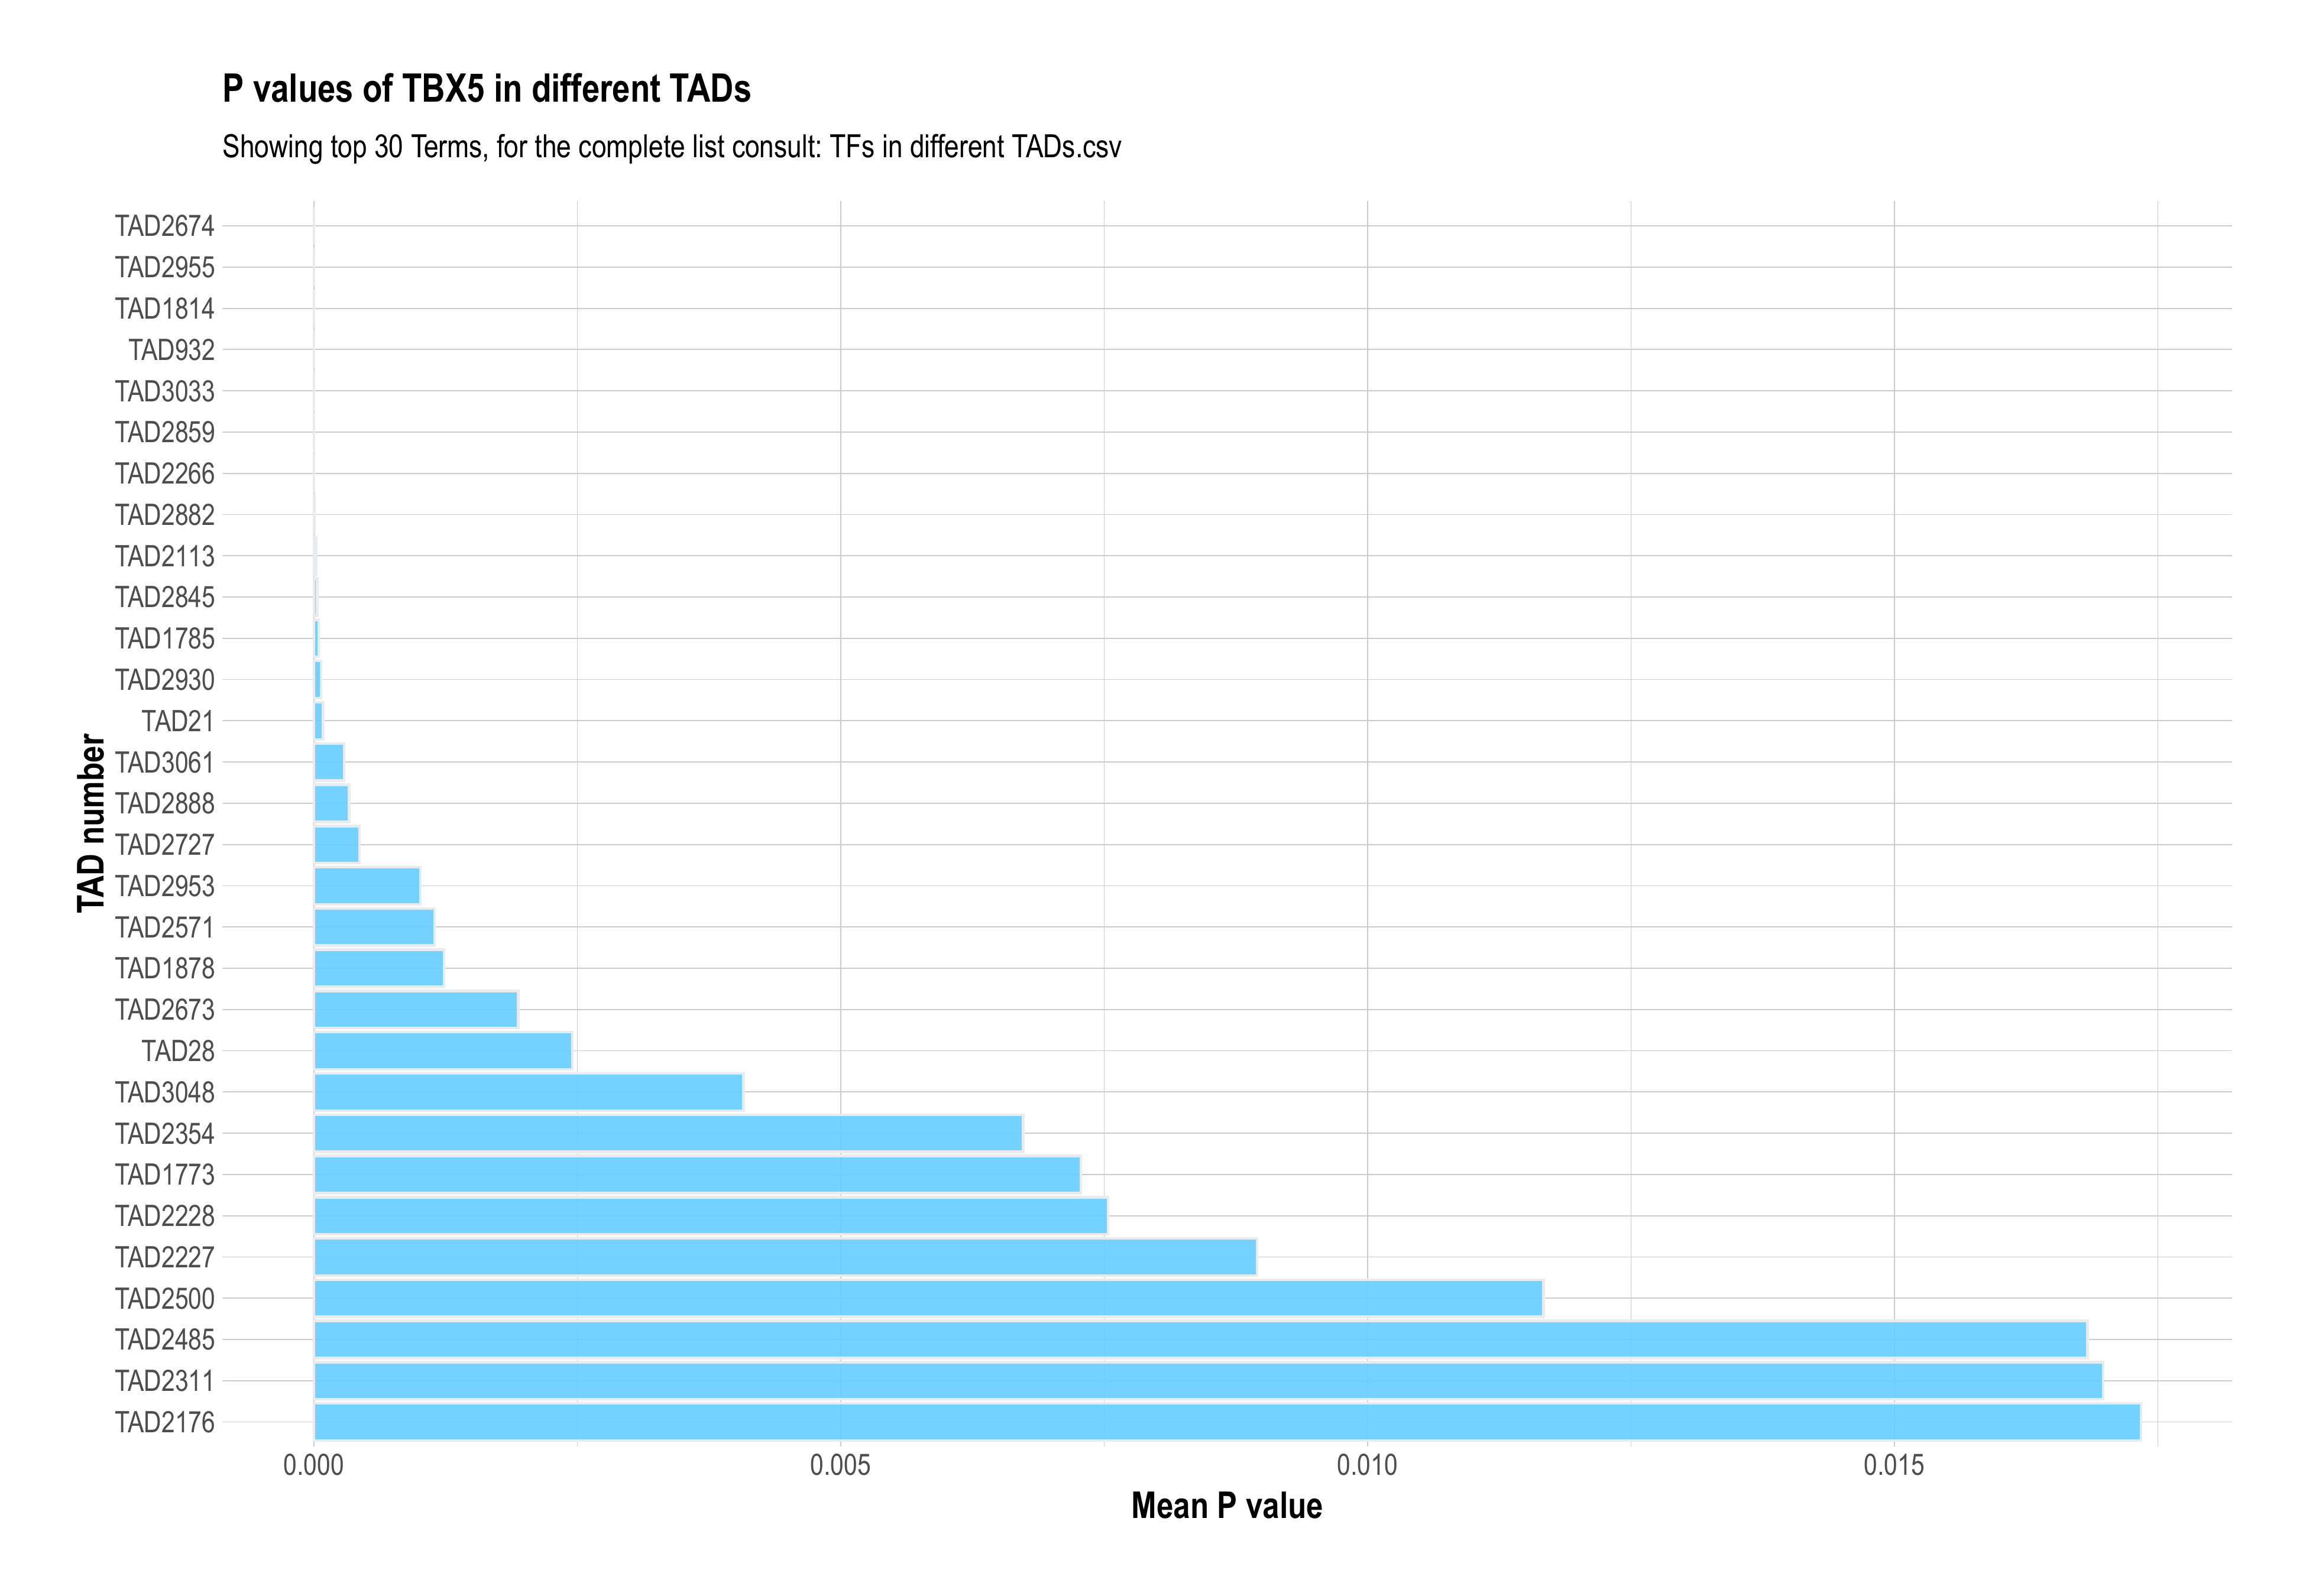 P values of TBX5 in different TADs
Showing top 30 Terms, for the complete list consult: TFs in different TADs.csv
TAD number
TAD2674
TAD2955
TAD1814
TAD932
TAD3033
TAD2859
TAD2266
TAD2882
TAD2113
TAD2845
TAD1785
TAD2930
TAD21
TAD3061
TAD2888
TAD2727
TAD2953
TAD2571
TAD1878
TAD2673
TAD28
TAD3048
TAD2354
TAD1773
TAD2228
TAD2227
TAD2500
TAD2485
TAD2311
TAD2176
0.000 0.005 0.010 0.015
Mean P value